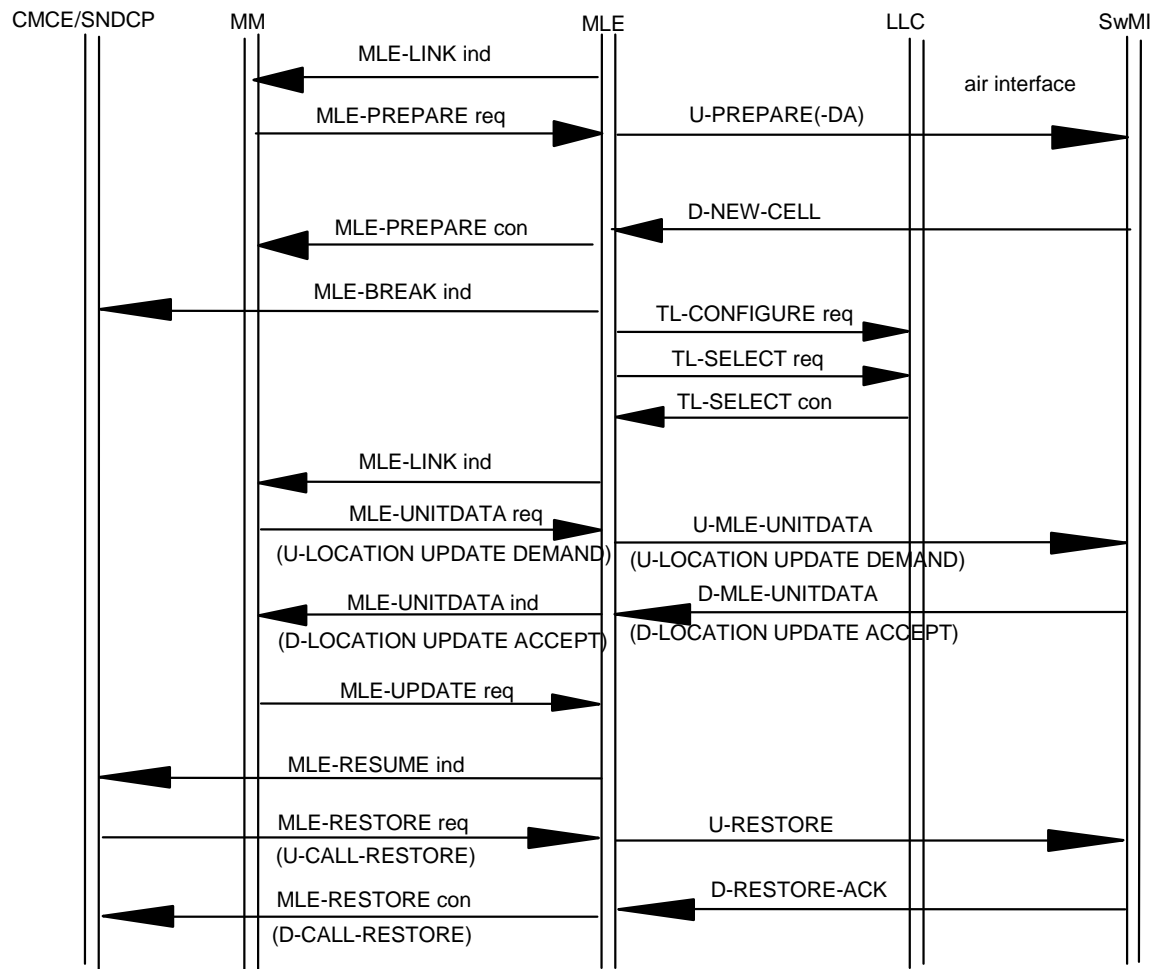 CMCE/SNDCP MM MLE LLC SwMI
MLE-LINK ind
air interface
MLE-PREPARE req
U-PREPARE(-DA)
D-NEW-CELL
MLE-PREPARE con
MLE-BREAK ind
TL-CONFIGURE req
TL-SELECT req
TL-SELECT con
MLE-LINK ind
MLE-UNITDATA req
U-MLE-UNITDATA
(U-LOCATION UPDATE DEMAND)
(U-LOCATION UPDATE DEMAND)
MLE-UNITDATA ind
D-MLE-UNITDATA
(D-LOCATION UPDATE ACCEPT)
(D-LOCATION UPDATE ACCEPT)
MLE-UPDATE req
MLE-RESUME ind
MLE-RESTORE req
U-RESTORE
(U-CALL-RESTORE)
MLE-RESTORE con
D-RESTORE-ACK
(D-CALL-RESTORE)